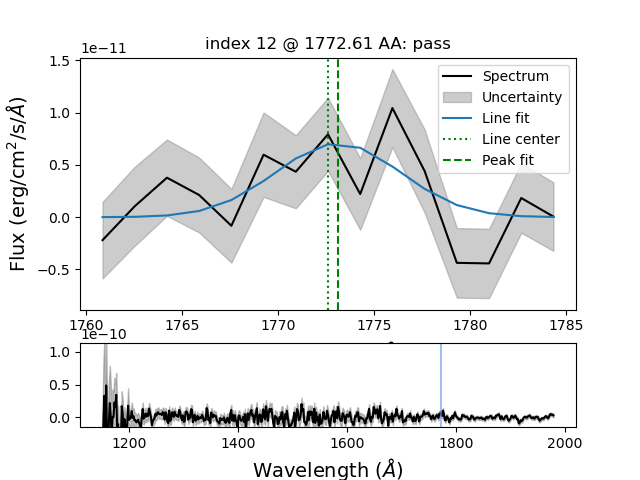 index 12 @ 1772.61 AA: pass
1e−11
1.5
1.0
0.5
0.0
−0.5
Flux (erg/cm²/s/Å)
Spectrum
Uncertainty
Line fit
Line center
Peak fit
1760 1765 1770 1775 1780 1785
1e−10
1.0
0.5
0.0
1200 1400 1600 1800 2000
Wavelength (Å)